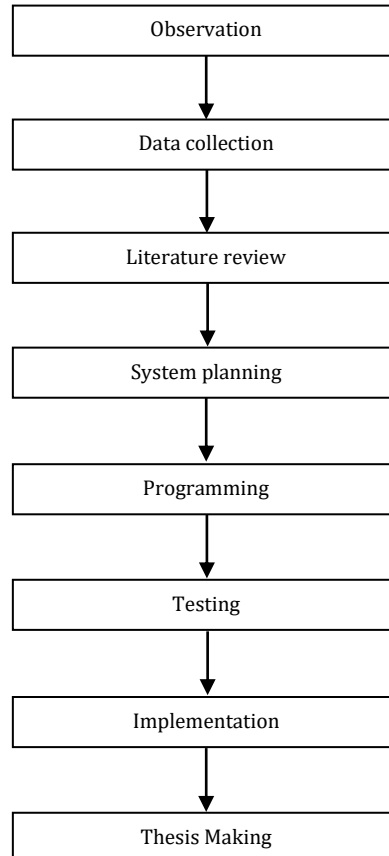 Observation
Data collection
Literature review
System planning
Programming
Testing
Implementation
Thesis Making